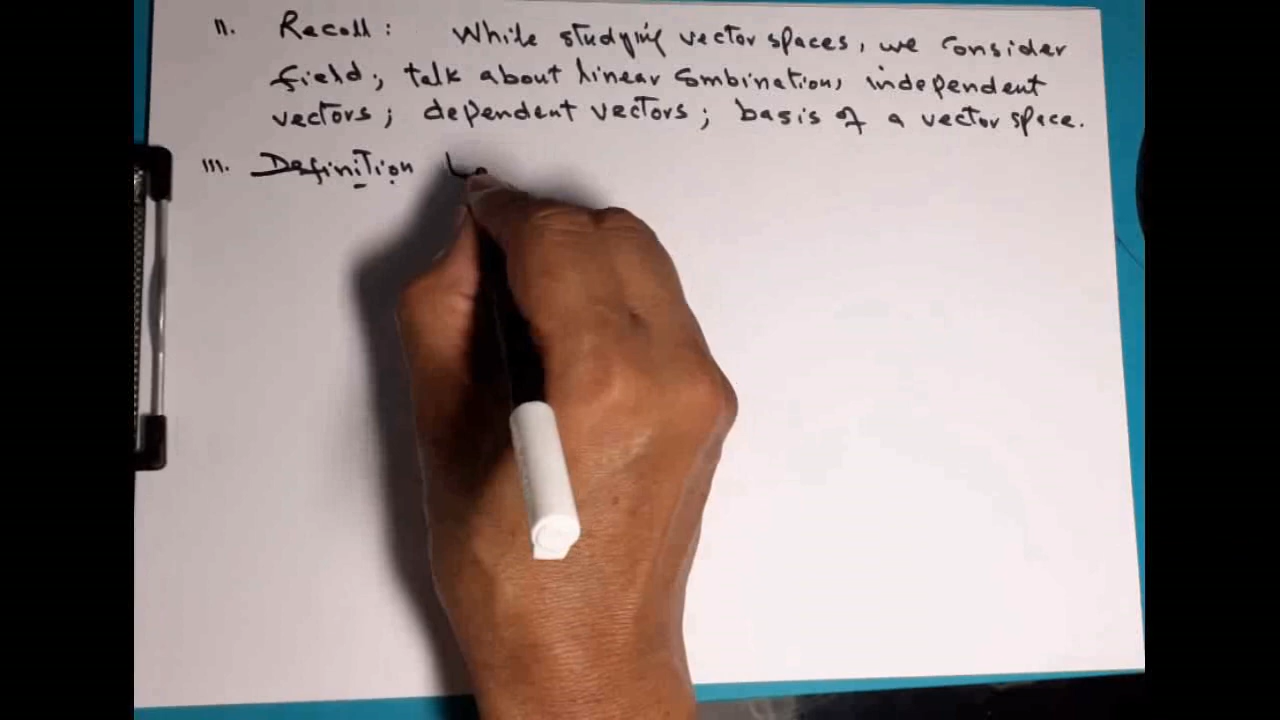 II. Recall: While studying vector spaces, we consider
field; talk about linear combination, independent
vectors; dependent vectors; basis of a vector space.
III. Definition